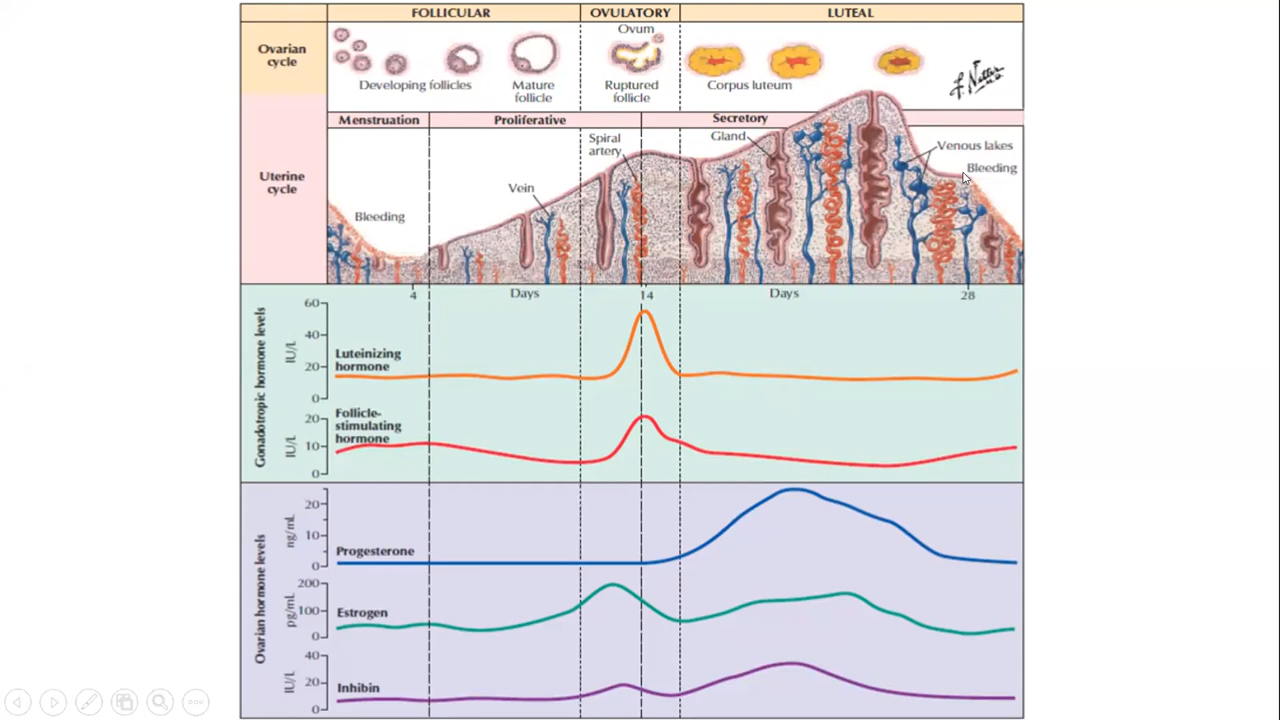 FOLLICULAR OVULATORY LUTEAL
Ovarian
cycle
Ovum
Developing follicles
Mature
follicle
Ruptured
follicle
Corpus luteum
F. Netter
M.D.
Menstruation Proliferative Secretory
Uterine
cycle
Bleeding
Vein
Spiral
artery
Gland
Venous lakes
Bleeding
4 Days 14 Days 28
Gonadotropic hormone levels
IU/L
60
40
20
0
Luteinizing
hormone
IU/L
20
10
0
Follicle-
stimulating
hormone
Ovarian hormone levels
ng/mL
20
10
0
Progesterone
pg/mL
200
100
0
Estrogen
IU/L
40
20
0
Inhibin